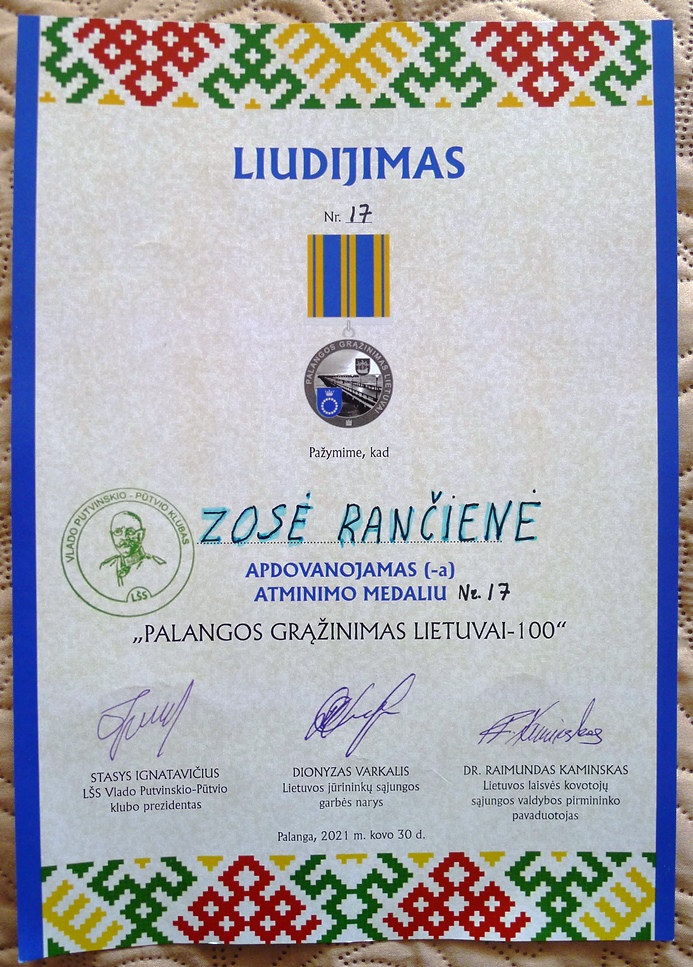 LIUDIJIMAS
Nr. 17
PALANGOS GRĄŽINIMAS LIETUVAI
Pažymime, kad
VLADO PUTVINSKIO - PŪTVIO KLUBAS
LŠS
ZOSĖ RANČIENĖ
APDOVANOJAMAS (-a)
ATMINIMO MEDALIU Nr. 17
„PALANGOS GRĄŽINIMAS LIETUVAI-100“
R. Kaminskas
STASYS IGNATAVIČIUS
LŠS Vlado Putvinskio-Pūtvio
klubo prezidentas
DIONYZAS VARKALIS
Lietuvos jūrininkų sąjungos
garbės narys
DR. RAIMUNDAS KAMINSKAS
Lietuvos laisvės kovotojų
sąjungos valdybos pirmininko
pavaduotojas
Palanga, 2021 m. kovo 30 d.